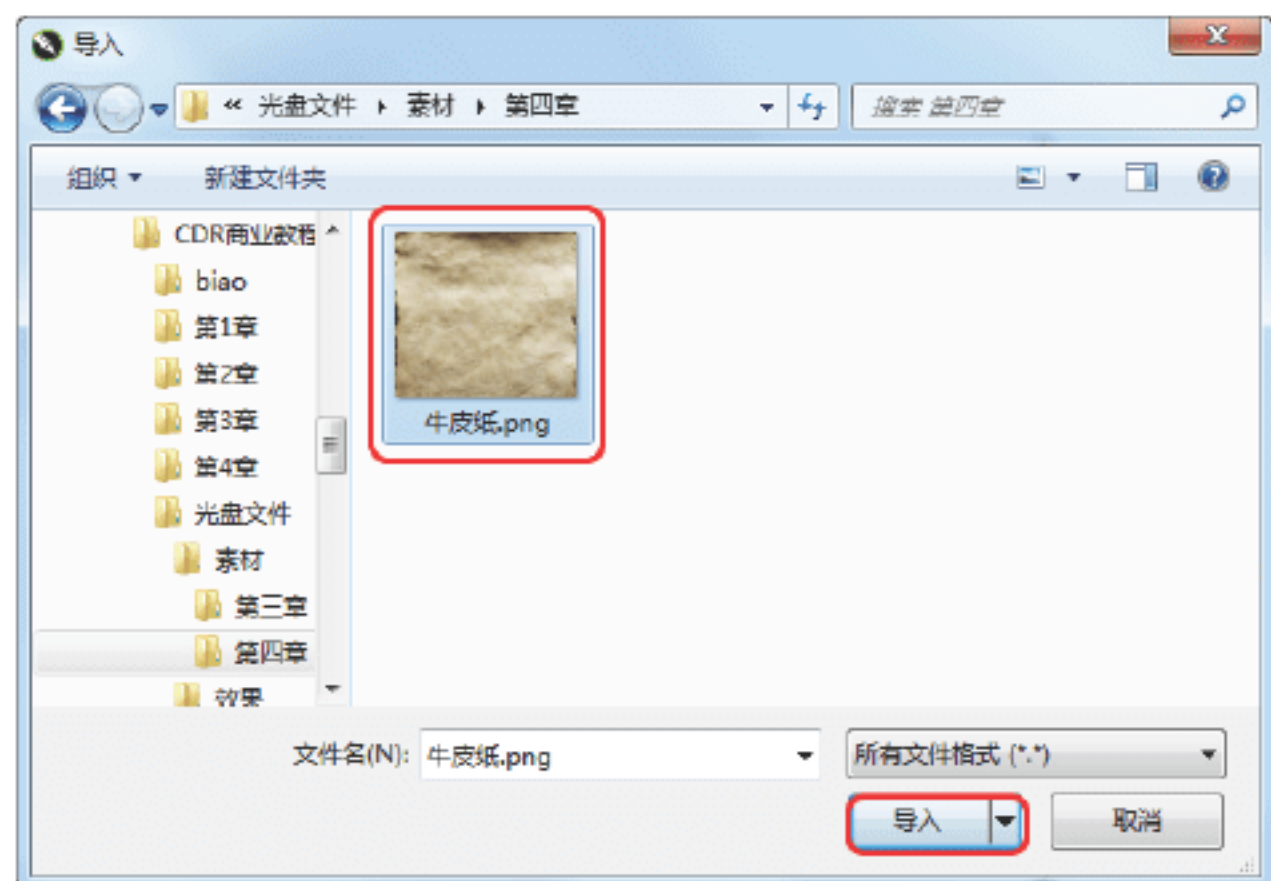 导入
« 光盘文件 ▸ 素材 ▸ 第四章
搜索 第四章
组织 新建文件夹
CDR商业教程
biao
第1章
第2章
第3章
第4章
光盘文件
素材
第三章
第四章
效果
牛皮纸.png
文件名(N): 牛皮纸.png 所有文件格式 (*.*)
导入 取消